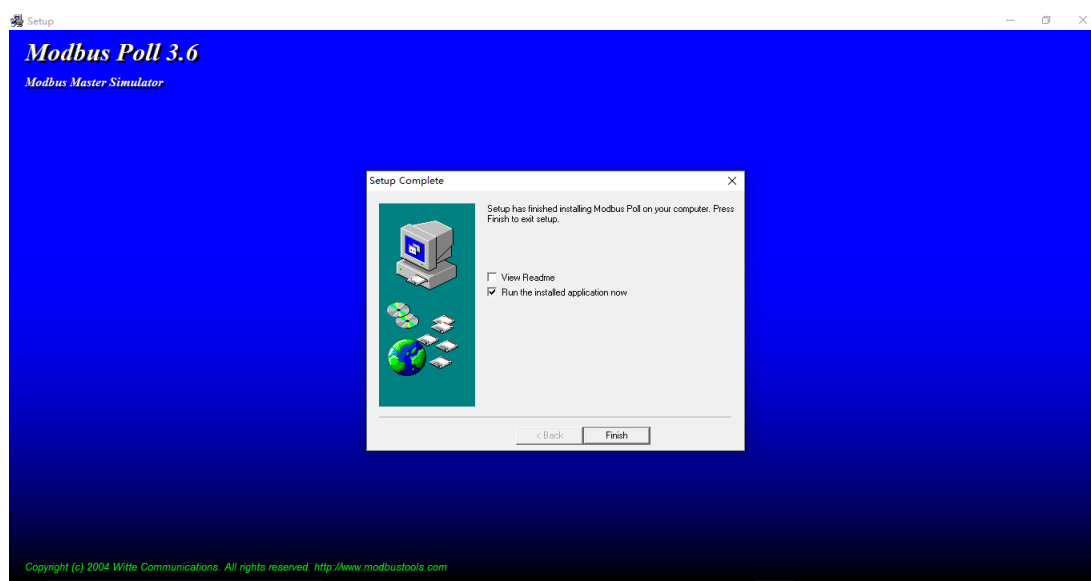 Setup
Modbus Poll 3.6
Modbus Master Simulator
Setup Complete
Setup has finished installing Modbus Poll on your computer. Press
Finish to exit setup.
View Readme
Run the installed application now
< Back
Finish
Copyright (c) 2004 Witte Communications. All rights reserved. http://www.modbustools.com